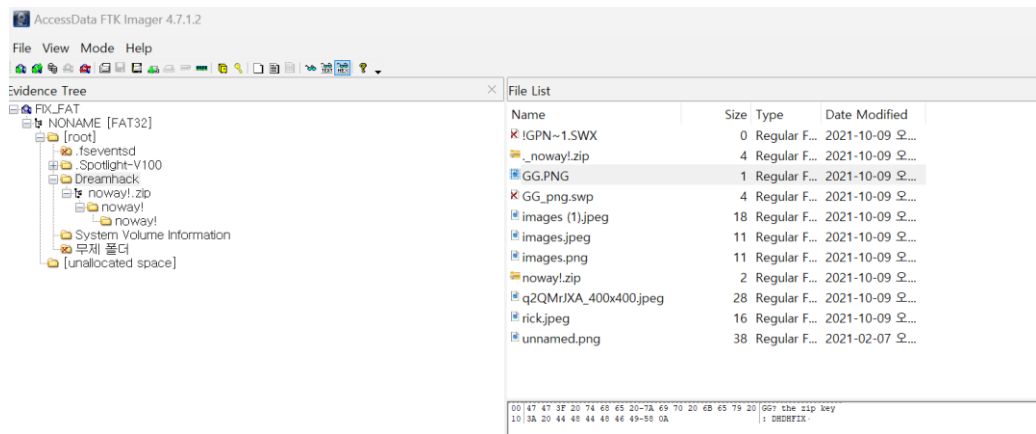 AccessData FTK Imager 4.7.1.2
File View Mode Help
Evidence Tree
FIX_FAT
NONAME [FAT32]
[root]
.fseventsd
.Spotlight-V100
Dreamhack
noway!.zip
noway!
noway!
System Volume Information
무제 폴더
[unallocated space]
File List
Name Size Type Date Modified
!GPN~1.SWX 0 Regular F... 2021-10-09 오...
._noway!.zip 4 Regular F... 2021-10-09 오...
GG.PNG 1 Regular F... 2021-10-09 오...
GG_png.swp 4 Regular F... 2021-10-09 오...
images (1).jpeg 18 Regular F... 2021-10-09 오...
images.jpeg 11 Regular F... 2021-10-09 오...
images.png 11 Regular F... 2021-10-09 오...
noway!.zip 2 Regular F... 2021-10-09 오...
q2QMrJXA_400x400.jpeg 28 Regular F... 2021-10-09 오...
rick.jpeg 16 Regular F... 2021-10-09 오...
unnamed.png 38 Regular F... 2021-02-07 오...
00 47 47 3F 20 74 68 65 20-7A 69 70 20 6B 65 79 20 GG? the zip key
10 3A 20 44 48 44 48 46 49-58 0A : DHDHFIX·